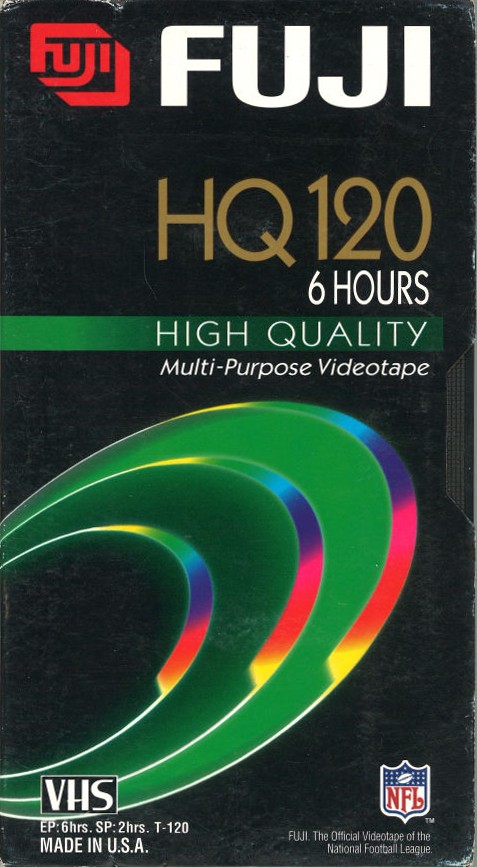 FUJI
FUJI
HQ 120
6 HOURS
HIGH QUALITY
Multi-Purpose Videotape
VHS
EP: 6hrs. SP: 2hrs. T-120
MADE IN U.S.A.
NFL
TM
FUJI. The Official Videotape of the
National Football League.